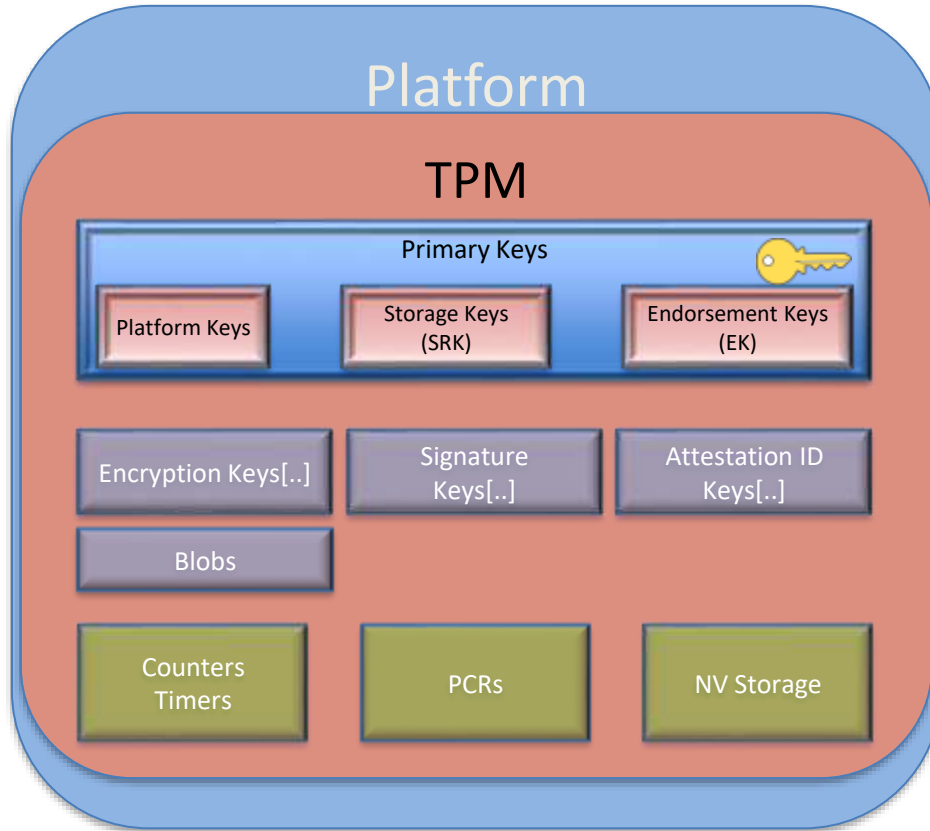 Platform
TPM
Primary Keys
Platform Keys
Storage Keys
(SRK)
Endorsement Keys
(EK)
Encryption Keys[..]
Signature
Keys[..]
Attestation ID
Keys[..]
Blobs
Counters
Timers
PCRs
NV Storage